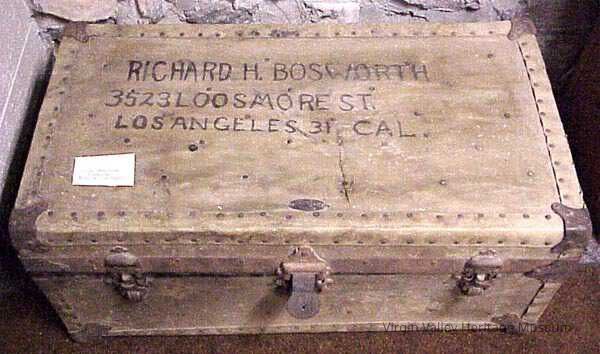 RICHARD H. BOSWORTH
3523 LOOSMORE ST.
LOS ANGELES 31, CAL.
Virgin Valley Heritage Museum